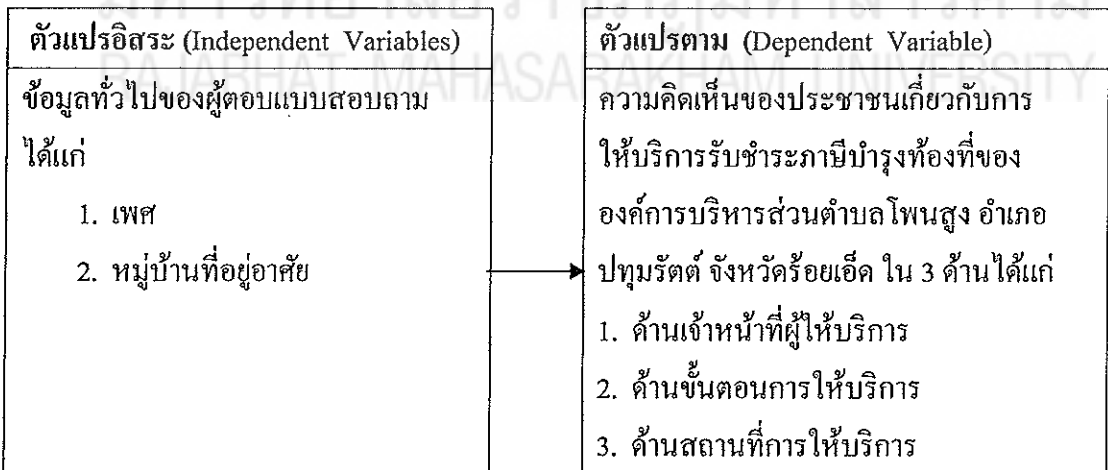 ตัวแปรอิสระ (Independent Variables)
ข้อมูลทั่วไปของผู้ตอบแบบสอบถาม
ได้แก่
1. เพศ
2. หมู่บ้านที่อยู่อาศัย
ตัวแปรตาม (Dependent Variable)
ความคิดเห็นของประชาชนเกี่ยวกับการ
ให้บริการรับชำระภาษีบำรุงท้องที่ของ
องค์การบริหารส่วนตำบลโพนสูง อำเภอ
ปทุมรัตต์ จังหวัดร้อยเอ็ด ใน 3 ด้านได้แก่
1. ด้านเจ้าหน้าที่ผู้ให้บริการ
2. ด้านขั้นตอนการให้บริการ
3. ด้านสถานที่การให้บริการ
RAJABHAT MAHASARAKHAM UNIVERSITY